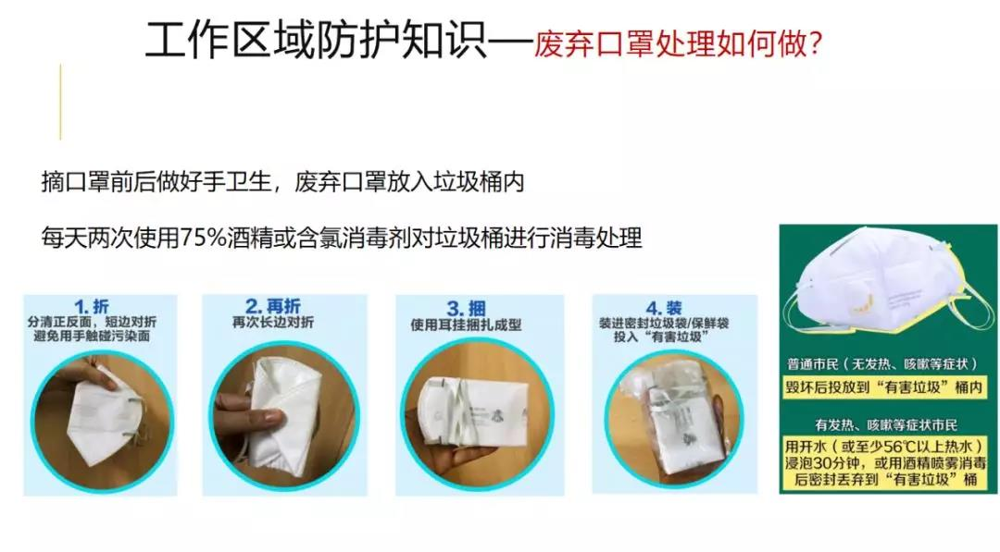 工作区域防护知识—废弃口罩处理如何做?
摘口罩前后做好手卫生，废弃口罩放入垃圾桶内
每天两次使用75%酒精或含氯消毒剂对垃圾桶进行消毒处理
1. 折
分清正反面，短边对折
避免用手触碰污染面
2. 再折
再次长边对折
3. 捆
使用耳挂捆扎成型
4. 装
装进密封垃圾袋/保鲜袋
投入“有害垃圾”
普通市民（无发热、咳嗽等症状）
毁坏后投放到“有害垃圾”桶内
有发热、咳嗽等症状市民
用开水（或至少56℃以上热水）
浸泡30分钟，或用酒精喷雾消毒
后密封丢弃到“有害垃圾”桶